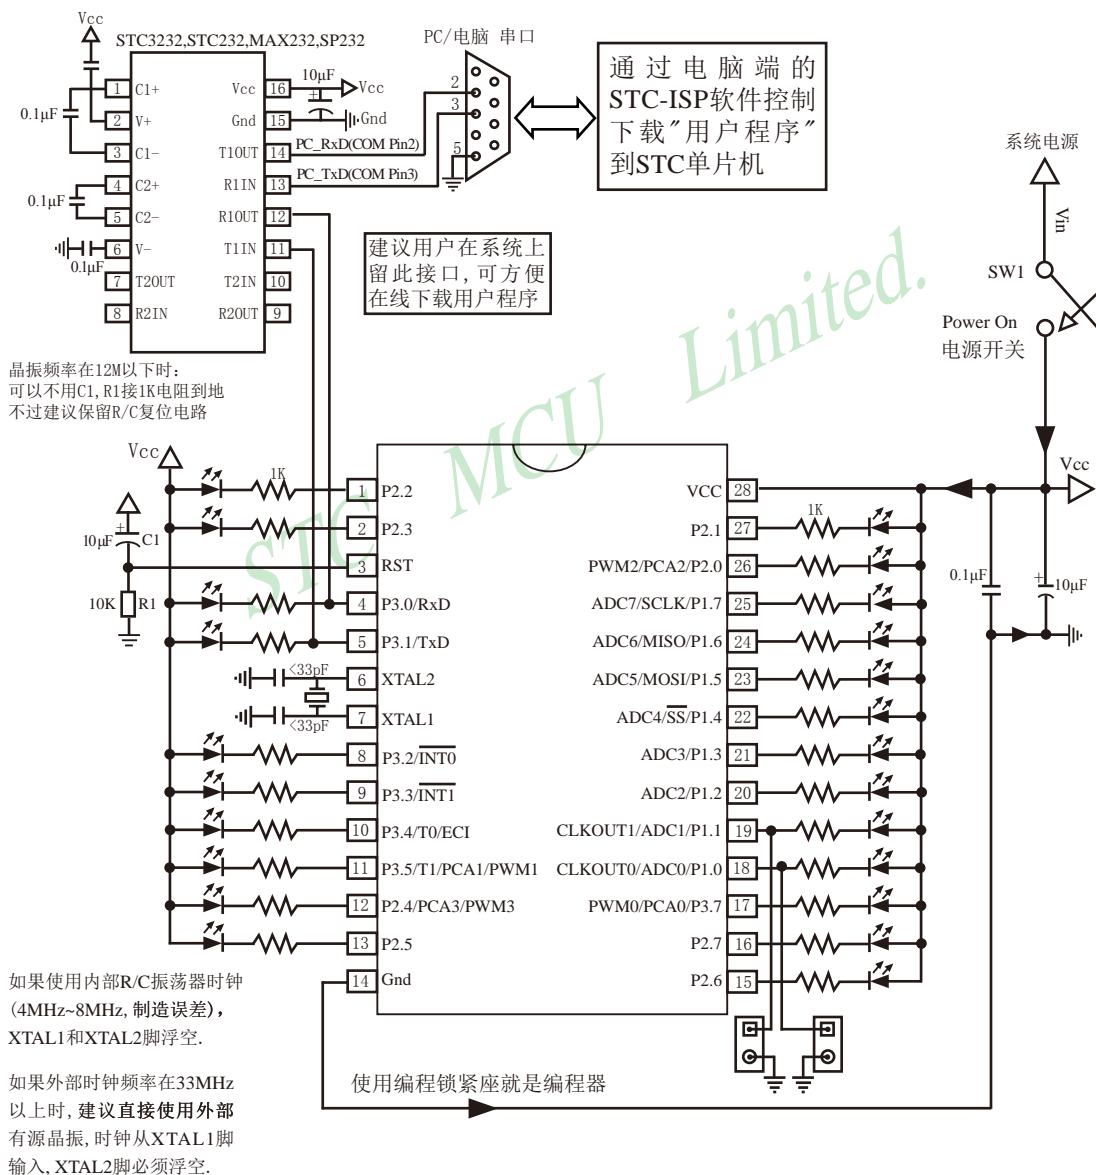 Vcc
STC3232,STC232,MAX232,SP232
PC/电脑 串口
1 C1+ Vcc 16 10μF Vcc
0.1μF
2 V+ Gnd 15 Gnd
3 C1- T1OUT 14 PC_RxD(COM Pin2)
4 C2+ R1IN 13 PC_TxD(COM Pin3)
0.1μF
5 C2- R1OUT 12
6 V- T1IN 11
0.1μF
7 T2OUT T2IN 10
8 R2IN R2OUT 9
2
3
5
通过电脑端的
STC-ISP软件控制
下载"用户程序"
到STC单片机
建议用户在系统上
留此接口,可方便
在线下载用户程序
系统电源
Vin
SW1
Power On
电源开关
Vcc
0.1μF
+
10μF
晶振频率在12M以下时:
可以不用C1,R1接1K电阻到地
不过建议保留R/C复位电路
STC MCU Limited.
Vcc
1K
+
10μF C1
10K R1
<33pF
<33pF
1 P2.2 VCC 28
2 P2.3 P2.1 27 1K
3 RST PWM2/PCA2/P2.0 26
4 P3.0/RxD ADC7/SCLK/P1.7 25
5 P3.1/TxD ADC6/MISO/P1.6 24
6 XTAL2 ADC5/MOSI/P1.5 23
7 XTAL1 ADC4/SS/P1.4 22
8 P3.2/INT0 ADC3/P1.3 21
9 P3.3/INT1 ADC2/P1.2 20
10 P3.4/T0/ECI CLKOUT1/ADC1/P1.1 19
11 P3.5/T1/PCA1/PWM1 CLKOUT0/ADC0/P1.0 18
12 P2.4/PCA3/PWM3 PWM0/PCA0/P3.7 17
13 P2.5 P2.7 16
14 Gnd P2.6 15
如果使用内部R/C振荡器时钟
(4MHz~8MHz,制造误差),
XTAL1和XTAL2脚浮空.
如果外部时钟频率在33MHz
以上时,建议直接使用外部
有源晶振,时钟从XTAL1脚
输入,XTAL2脚必须浮空.
使用编程锁紧座就是编程器